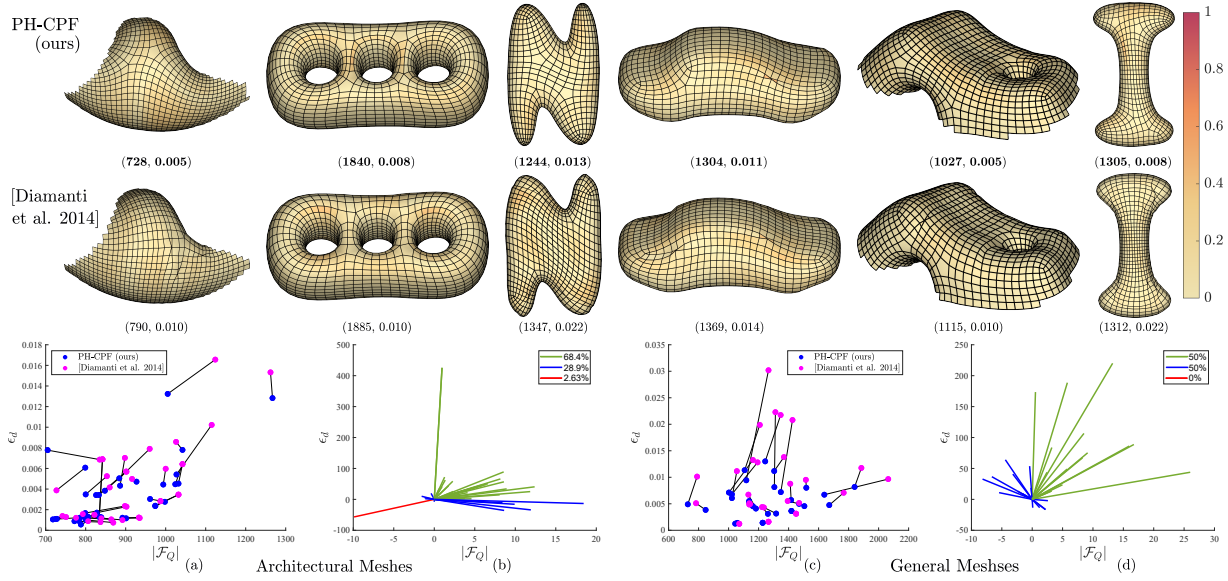 PH-CPF
(ours)
1
0.8
0.6
0.4
0.2
0
(728, 0.005)
(1840, 0.008)
(1244, 0.013)
(1304, 0.011)
(1027, 0.005)
(1305, 0.008)
[Diamanti
et al. 2014]
(790, 0.010)
(1885, 0.010)
(1347, 0.022)
(1369, 0.014)
(1115, 0.010)
(1312, 0.022)
0.018
0.016
0.014
0.012
0.01
0.008
0.006
0.004
0.002
0
ϵd
PH-CPF (ours)
[Diamanti et al. 2014]
700 800 900 1000 1100 1200 1300
|ℱQ|
(a)
500
400
300
200
100
0
-100
ϵd
68.4%
28.9%
2.63%
-10 -5 0 5 10 15 20
|ℱQ|
(b)
Architectural Meshes
0.035
0.03
0.025
0.02
0.015
0.01
0.005
0
ϵd
PH-CPF (ours)
[Diamanti et al. 2014]
600 800 1000 1200 1400 1600 1800 2000 2200
|ℱQ|
(c)
250
200
150
100
50
0
-50
ϵd
50%
50%
0%
-10 -5 0 5 10 15 20 25 30
|ℱQ|
(d)
General Meshses